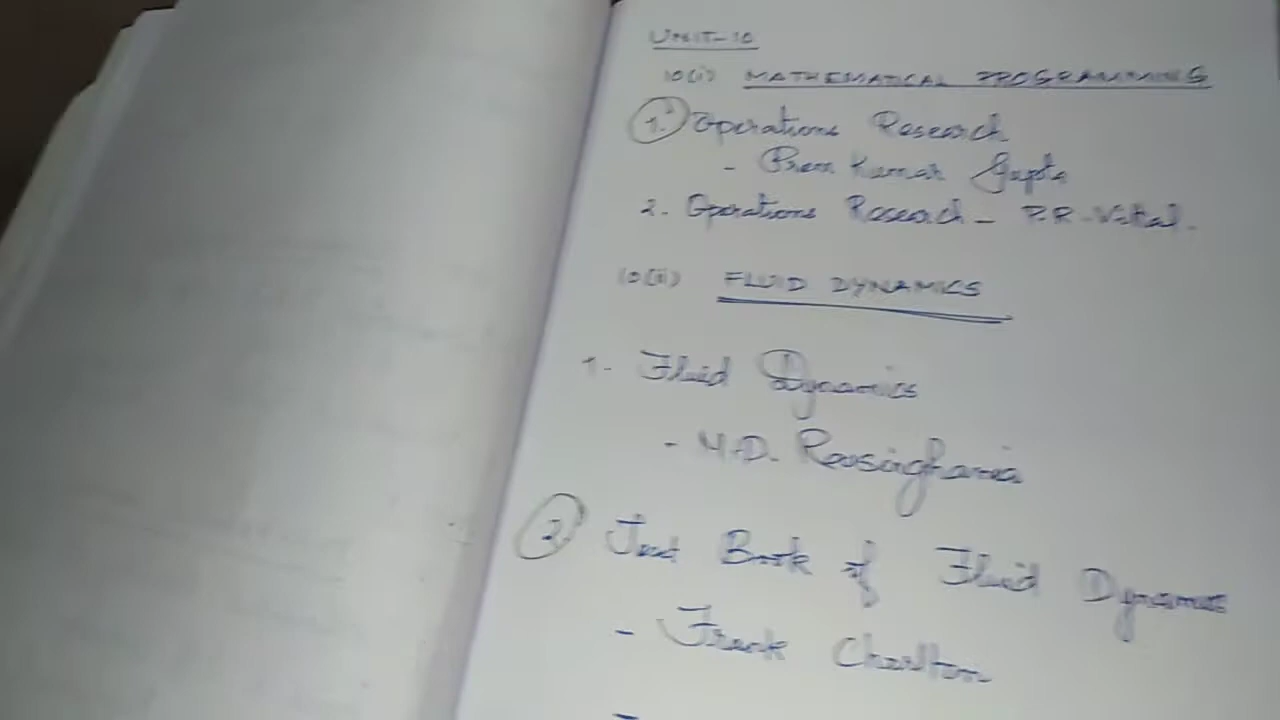 UNIT-10
10(i) MATHEMATICAL PROGRAMMING
1. Operations Research
- Prem Kumar Gupta
2. Operations Research - P.R. Vittal.
10(ii) FLUID DYNAMICS
1. Fluid Dynamics
- M.D. Raisinghania
2 Text Book of Fluid Dynamics
- Frank Chorlton
-